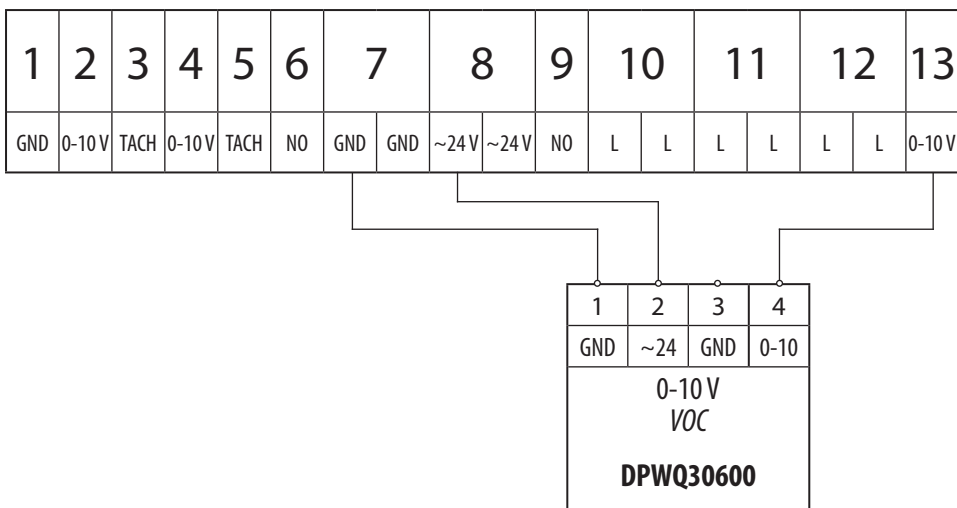 1 2 3 4 5 6 7 8 9 10 11 12 13
GND 0-10 V TACH 0-10 V TACH NO GND GND ~24 V ~24 V NO L L L L L L 0-10 V
1 2 3 4
GND ~24 GND 0-10
0-10 V
VOC
DPWQ30600